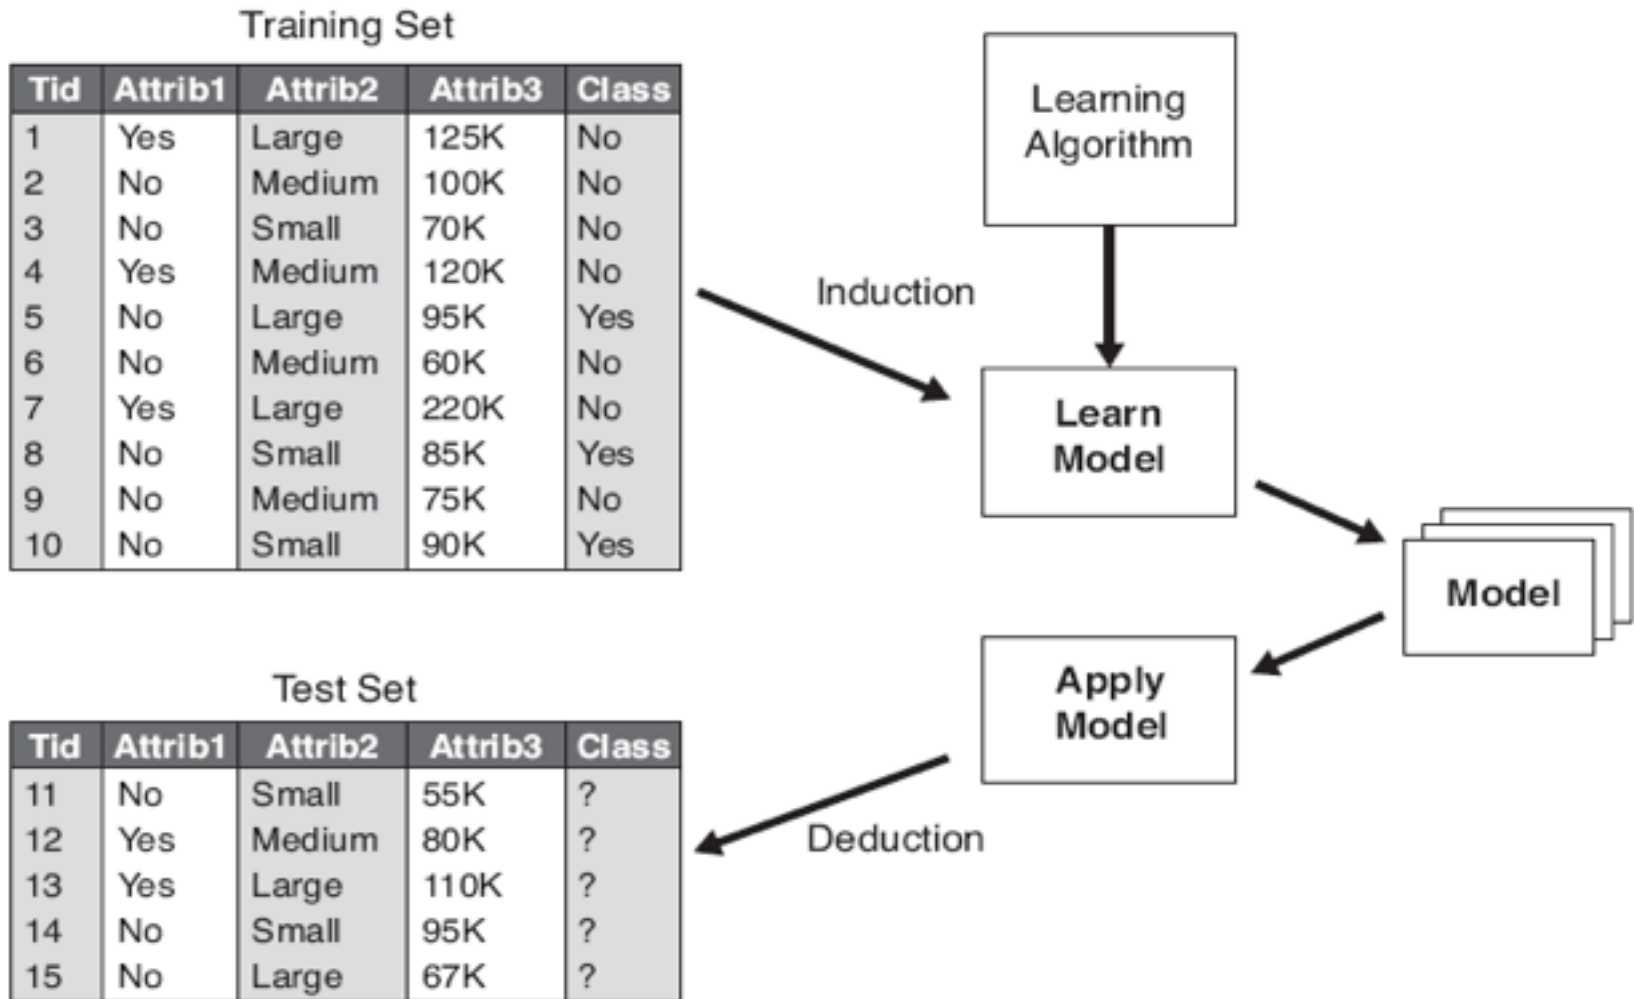 Training Set
Tid Attrib1 Attrib2 Attrib3 Class
1 Yes Large 125K No
2 No Medium 100K No
3 No Small 70K No
4 Yes Medium 120K No
5 No Large 95K Yes
6 No Medium 60K No
7 Yes Large 220K No
8 No Small 85K Yes
9 No Medium 75K No
10 No Small 90K Yes
Learning
Algorithm
Induction
Learn
Model
Model
Apply
Model
Deduction
Test Set
Tid Attrib1 Attrib2 Attrib3 Class
11 No Small 55K ?
12 Yes Medium 80K ?
13 Yes Large 110K ?
14 No Small 95K ?
15 No Large 67K ?